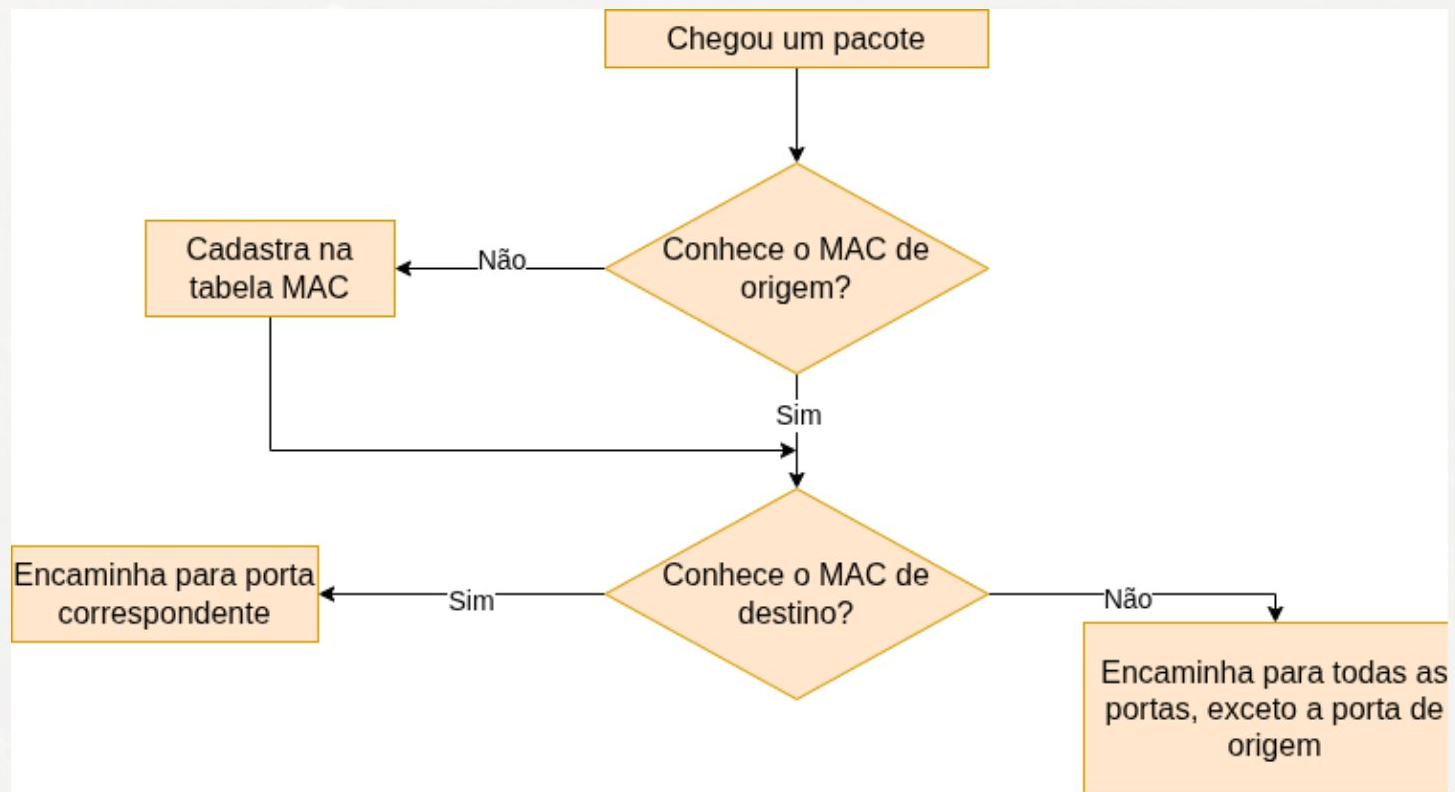 Chegou um pacote
Conhece o MAC de
origem?
Não
Cadastra na
tabela MAC
Sim
Conhece o MAC de
destino?
Sim
Encaminha para porta
correspondente
Não
Encaminha para todas as
portas, exceto a porta de
origem